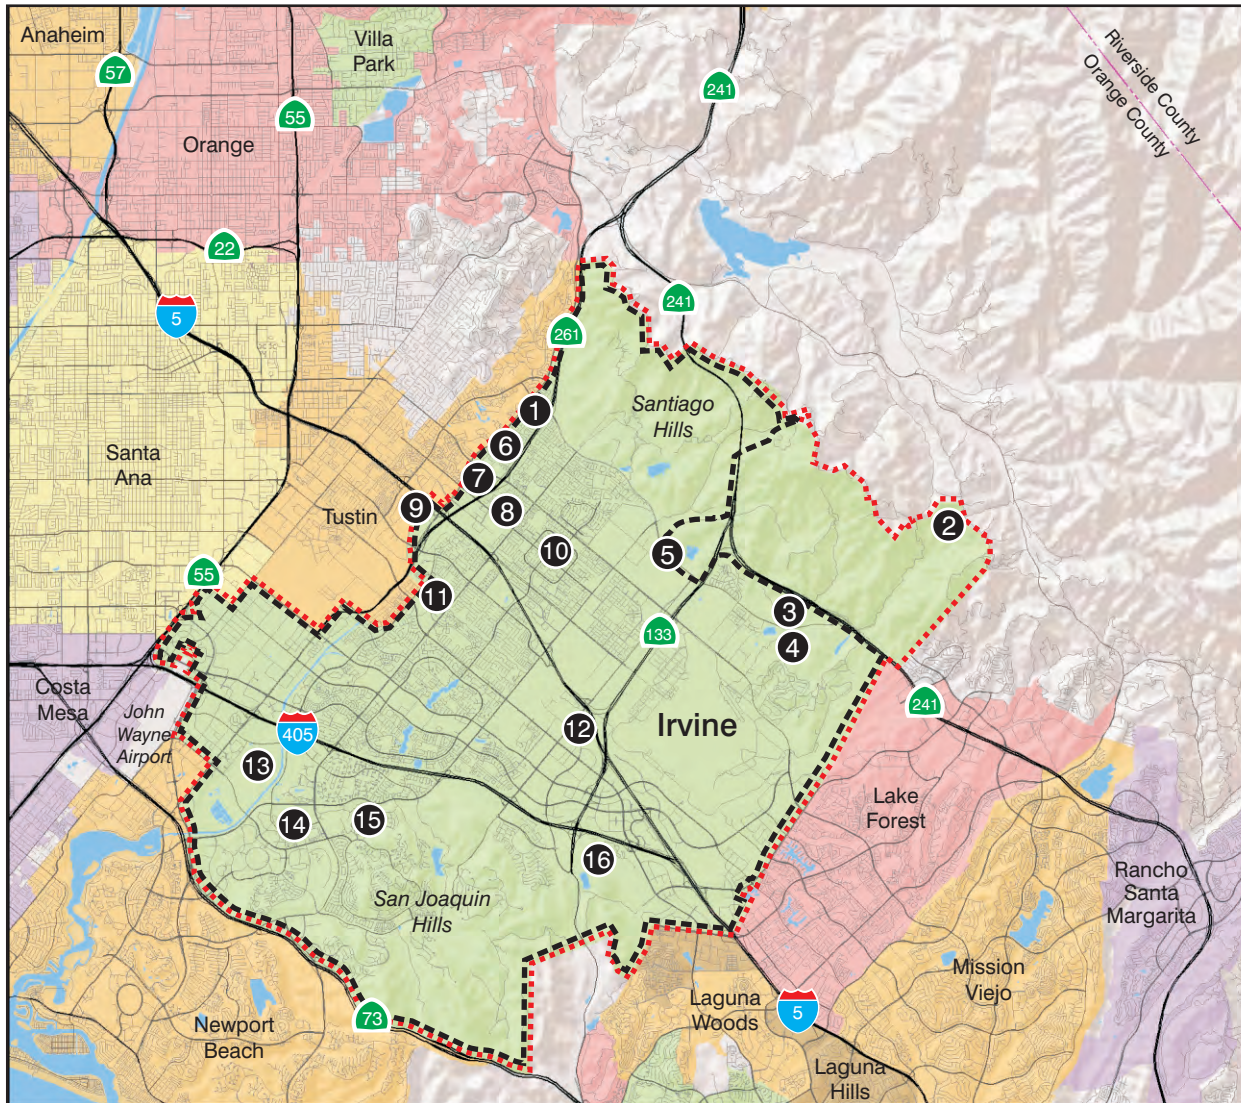 Anaheim
57
Villa
Park
55
Orange
241
Riverside County
Orange County
22
5
241
261
Santiago
Hills
1
6
7
Santa
Ana
9
8
Tustin
10
5
2
55
11
3
133
4
Costa
Mesa
John
Wayne
Airport
405
12
Irvine
241
13
14
15
Lake
Forest
16
San Joaquin
Hills
Rancho
Santa
Margarita
Mission
Viejo
73
Newport
Beach
Laguna
Woods
5
Laguna
Hills